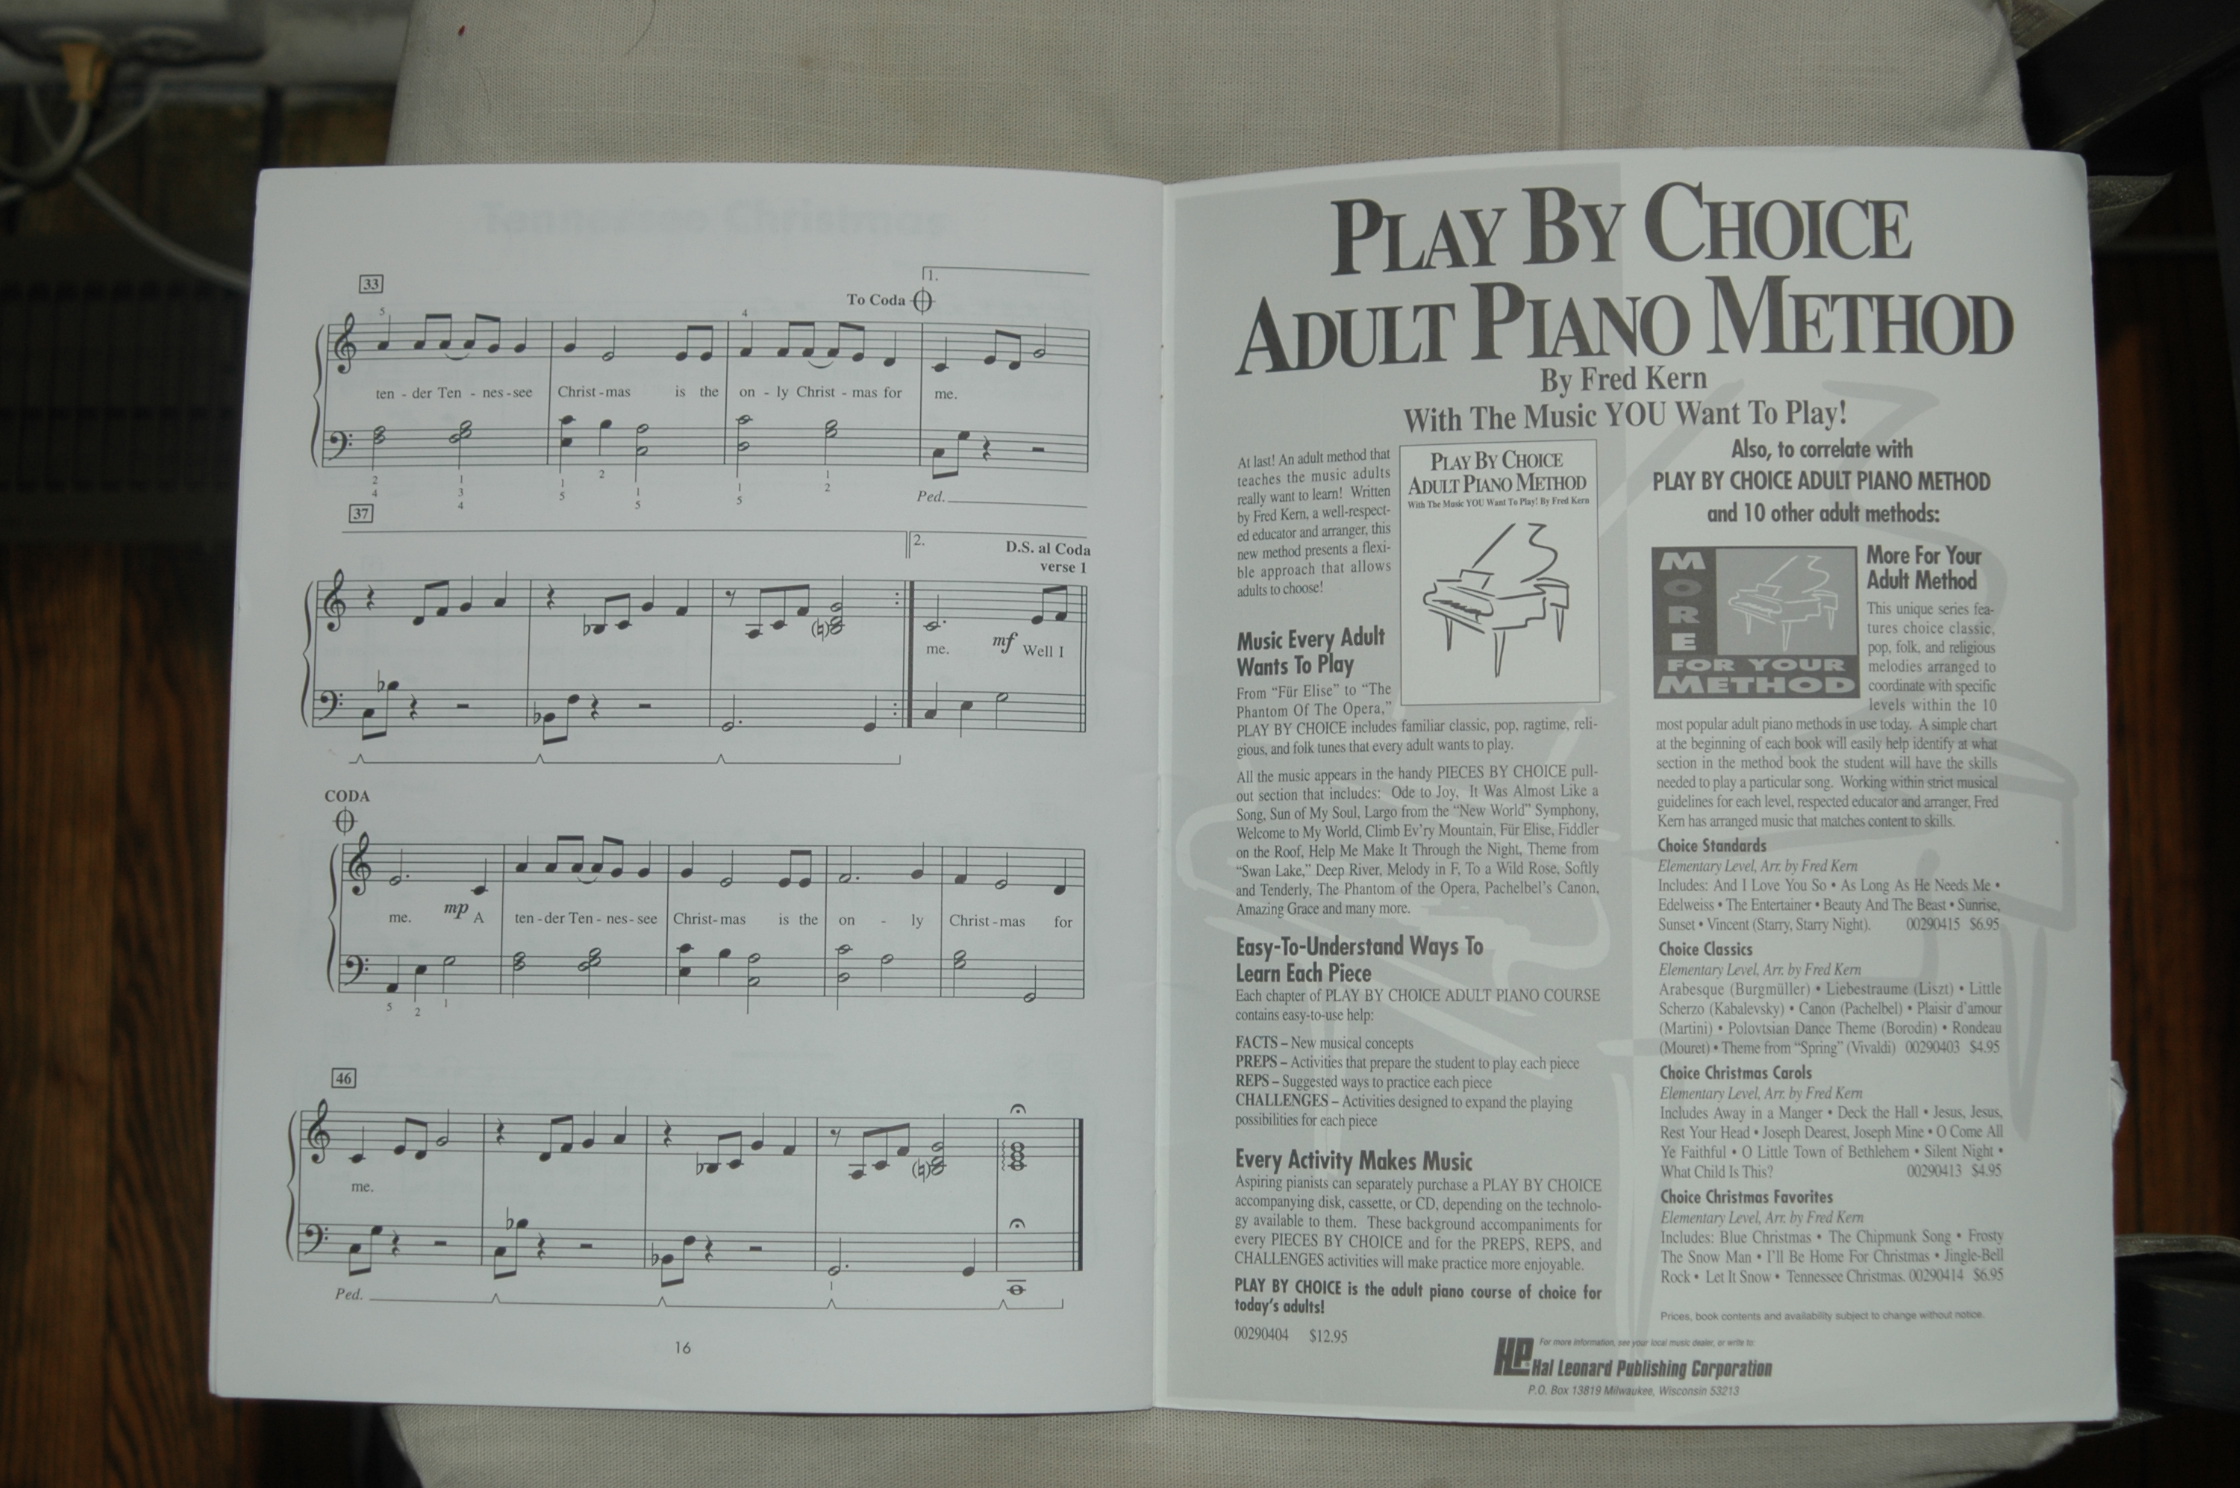 Tennessee Christmas
33
1.
To Coda
5
4
ten - der Ten - nes - see Christ - mas is the on - ly Christ - mas for me.
2 1 1 2 1 1 1
4 3 5 5 5 2
4
Ped.
37
2.
D.S. al Coda
verse 1
me. mf Well I
CODA
me. mp A ten - der Ten - nes - see Christ - mas is the on - ly Christ - mas for
5 2 1
46
me.
Ped.
1
16
PLAY BY CHOICE
ADULT PIANO METHOD
By Fred Kern
With The Music YOU Want To Play!
At last! An adult method that
teaches the music adults
really want to learn! Written
by Fred Kern, a well-respect-
ed educator and arranger, this
new method presents a flexi-
ble approach that allows
adults to choose!
PLAY BY CHOICE
ADULT PIANO METHOD
With The Music YOU Want To Play! By Fred Kern
Music Every Adult
Wants To Play
From “Für Elise” to “The
Phantom Of The Opera,”
PLAY BY CHOICE includes familiar classic, pop, ragtime, reli-
gious, and folk tunes that every adult wants to play.
All the music appears in the handy PIECES BY CHOICE pull-
out section that includes: Ode to Joy, It Was Almost Like a
Song, Sun of My Soul, Largo from the “New World” Symphony,
Welcome to My World, Climb Ev'ry Mountain, Für Elise, Fiddler
on the Roof, Help Me Make It Through the Night, Theme from
“Swan Lake,” Deep River, Melody in F, To a Wild Rose, Softly
and Tenderly, The Phantom of the Opera, Pachelbel's Canon,
Amazing Grace and many more.
Easy-To-Understand Ways To
Learn Each Piece
Each chapter of PLAY BY CHOICE ADULT PIANO COURSE
contains easy-to-use help:
FACTS – New musical concepts
PREPS – Activities that prepare the student to play each piece
REPS – Suggested ways to practice each piece
CHALLENGES – Activities designed to expand the playing
possibilities for each piece
Every Activity Makes Music
Aspiring pianists can separately purchase a PLAY BY CHOICE
accompanying disk, cassette, or CD, depending on the technolo-
gy available to them. These background accompaniments for
every PIECES BY CHOICE and for the PREPS, REPS, and
CHALLENGES activities will make practice more enjoyable.
PLAY BY CHOICE is the adult piano course of choice for
today's adults!
00290404 $12.95
Also, to correlate with
PLAY BY CHOICE ADULT PIANO METHOD
and 10 other adult methods:
MORE
FOR YOUR
METHOD
More For Your
Adult Method
This unique series fea-
tures choice classic,
pop, folk, and religious
melodies arranged to
coordinate with specific
levels within the 10
most popular adult piano methods in use today. A simple chart
at the beginning of each book will easily help identify at what
section in the method book the student will have the skills
needed to play a particular song. Working within strict musical
guidelines for each level, respected educator and arranger, Fred
Kern has arranged music that matches content to skills.
Choice Standards
Elementary Level, Arr. by Fred Kern
Includes: And I Love You So • As Long As He Needs Me •
Edelweiss • The Entertainer • Beauty And The Beast • Sunrise,
Sunset • Vincent (Starry, Starry Night). 00290415 $6.95
Choice Classics
Elementary Level, Arr. by Fred Kern
Arabesque (Burgmüller) • Liebestraume (Liszt) • Little
Scherzo (Kabalevsky) • Canon (Pachelbel) • Plaisir d'amour
(Martini) • Polovtsian Dance Theme (Borodin) • Rondeau
(Mouret) • Theme from “Spring” (Vivaldi) 00290403 $4.95
Choice Christmas Carols
Elementary Level, Arr. by Fred Kern
Includes Away in a Manger • Deck the Hall • Jesus, Jesus,
Rest Your Head • Joseph Dearest, Joseph Mine • O Come All
Ye Faithful • O Little Town of Bethlehem • Silent Night •
What Child Is This? 00290413 $4.95
Choice Christmas Favorites
Elementary Level, Arr. by Fred Kern
Includes: Blue Christmas • The Chipmunk Song • Frosty
The Snow Man • I'll Be Home For Christmas • Jingle-Bell
Rock • Let It Snow • Tennessee Christmas. 00290414 $6.95
Prices, book contents and availability subject to change without notice.
For more information, see your local music dealer, or write to:
HL Hal Leonard Publishing Corporation
P.O. Box 13819 Milwaukee, Wisconsin 53213